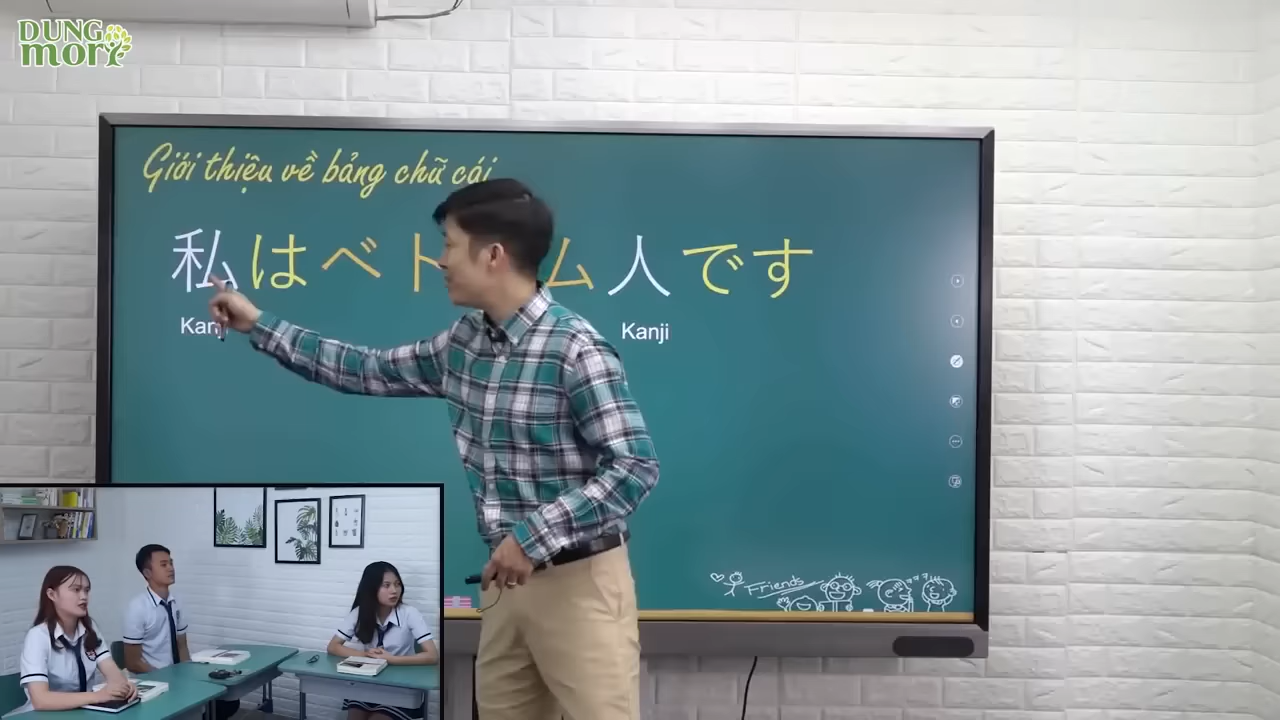 DUNG
mori
Giới thiệu về bảng chữ cái
私はベト ム人です
Kanji
Friends